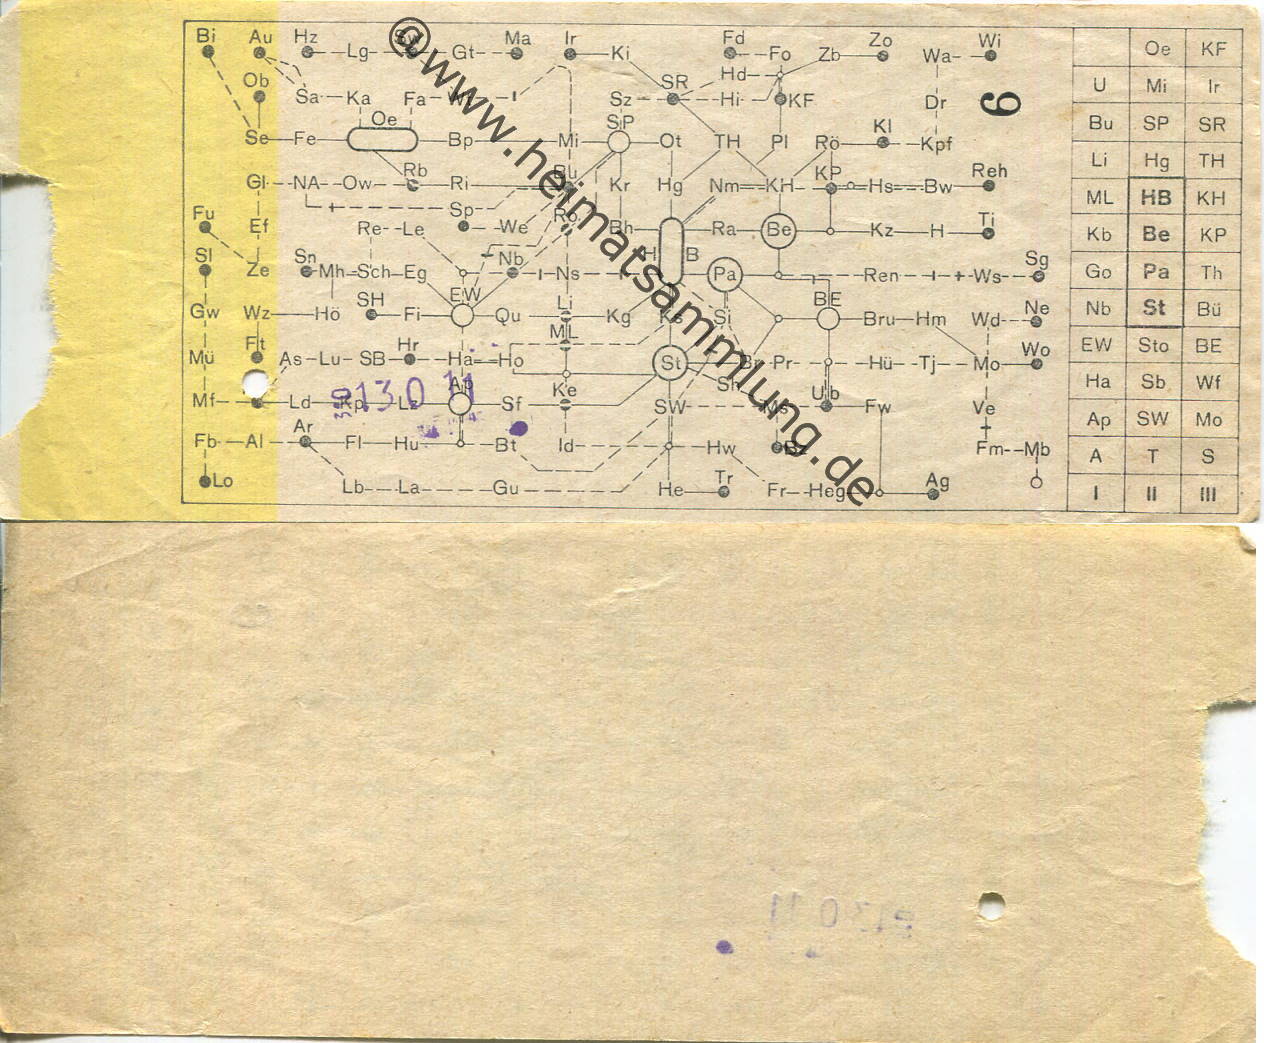 Bi Au Hz Ma Ir Fd Zo Wi
Lg Gt Ki Fo Zb Wa
Ob SR Hd
Sa Ka Fa Sz Hi KF Dr 6
Oe SP Kl
Se Fe Bp Mi Ot TH Pl Rö Kpf
Rb KP Reh
Gl NA Ow Ri Kr Hg Nm KH Hs Bw
Fu Sp Ti
Ef Re Le We Ro Bh Ra Be Kz H
Sl Sn Nb H B Sg
Ze Mh Sch Eg Ns Pa Ren Ws
SH EW Li BE Ne
Gw Wz Hö Fi Qu Kg Ks Si Bru Hm Wd
Flt Hr ML Wo
Mü As Lu SB Ha Ho St Br Pr Hü Tj Mo
Ap Ke Sh Ub
Mf Ld Kp Lz Sf SW Fw Ve
130 11
Ar
Fb Al Fl Hu Bt Id Hw Fm Mb
Lo Tr Ag
Lb La Gu He Fr Heg
Oe KF
U Mi Ir
Bu SP SR
Li Hg TH
ML HB KH
Kb Be KP
Go Pa Th
Nb St Bü
EW Sto BE
Ha Sb Wf
Ap SW Mo
A T S
I II III
©www.heimatsammlung.de